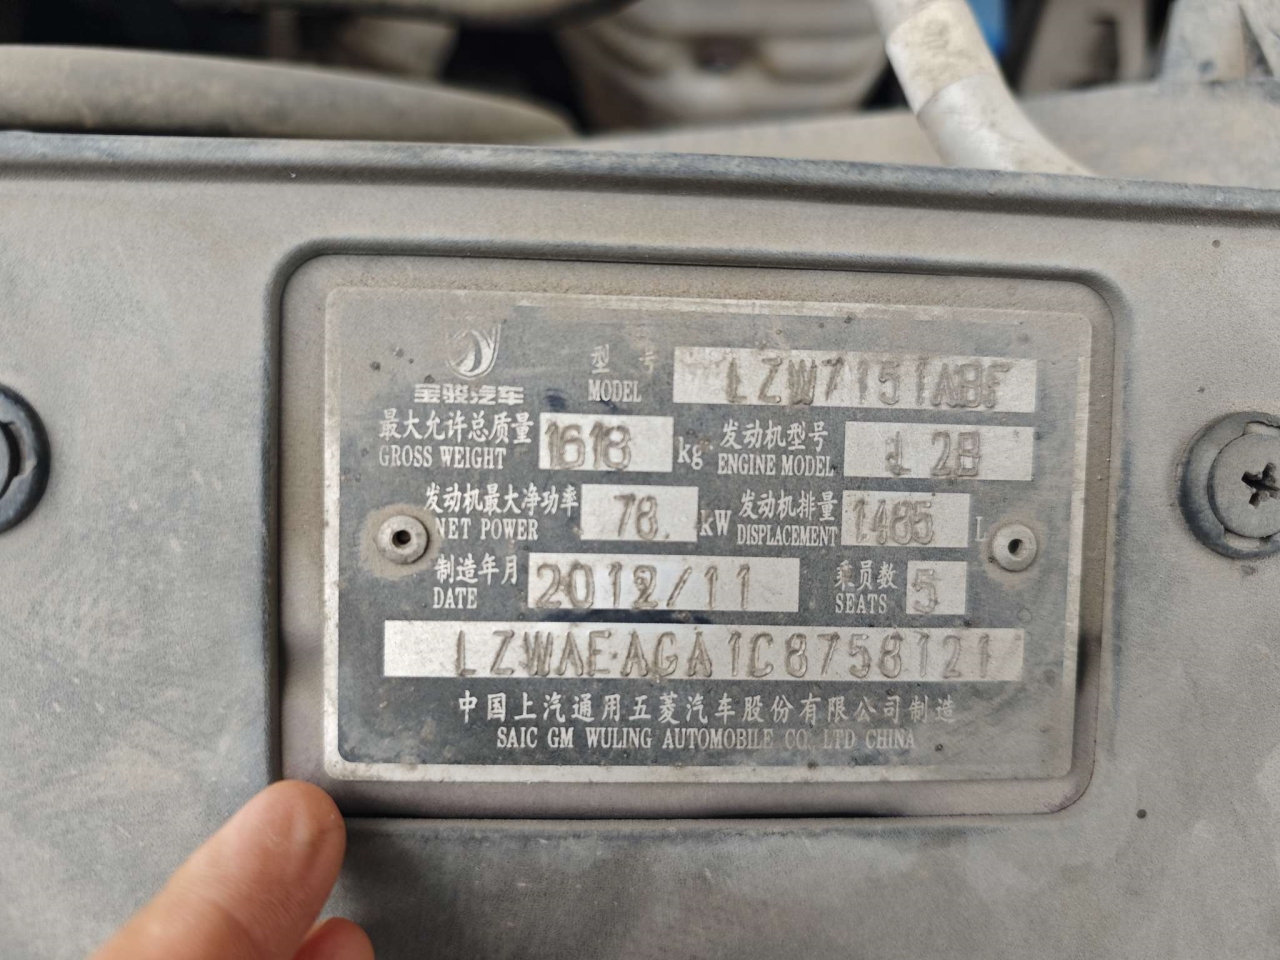 宝骏汽车
型号 MODEL LZW7151ABF
最大允许总质量 GROSS WEIGHT 1618 kg
发动机型号 ENGINE MODEL L2B
发动机最大净功率 NET POWER 78 kW
发动机排量 DISPLACEMENT 1.485 L
制造年月 DATE 2012/11
乘员数 SEATS 5
LZWAEAGA1C8758121
中国上汽通用五菱汽车股份有限公司制造
SAIC GM WULING AUTOMOBILE CO. LTD CHINA